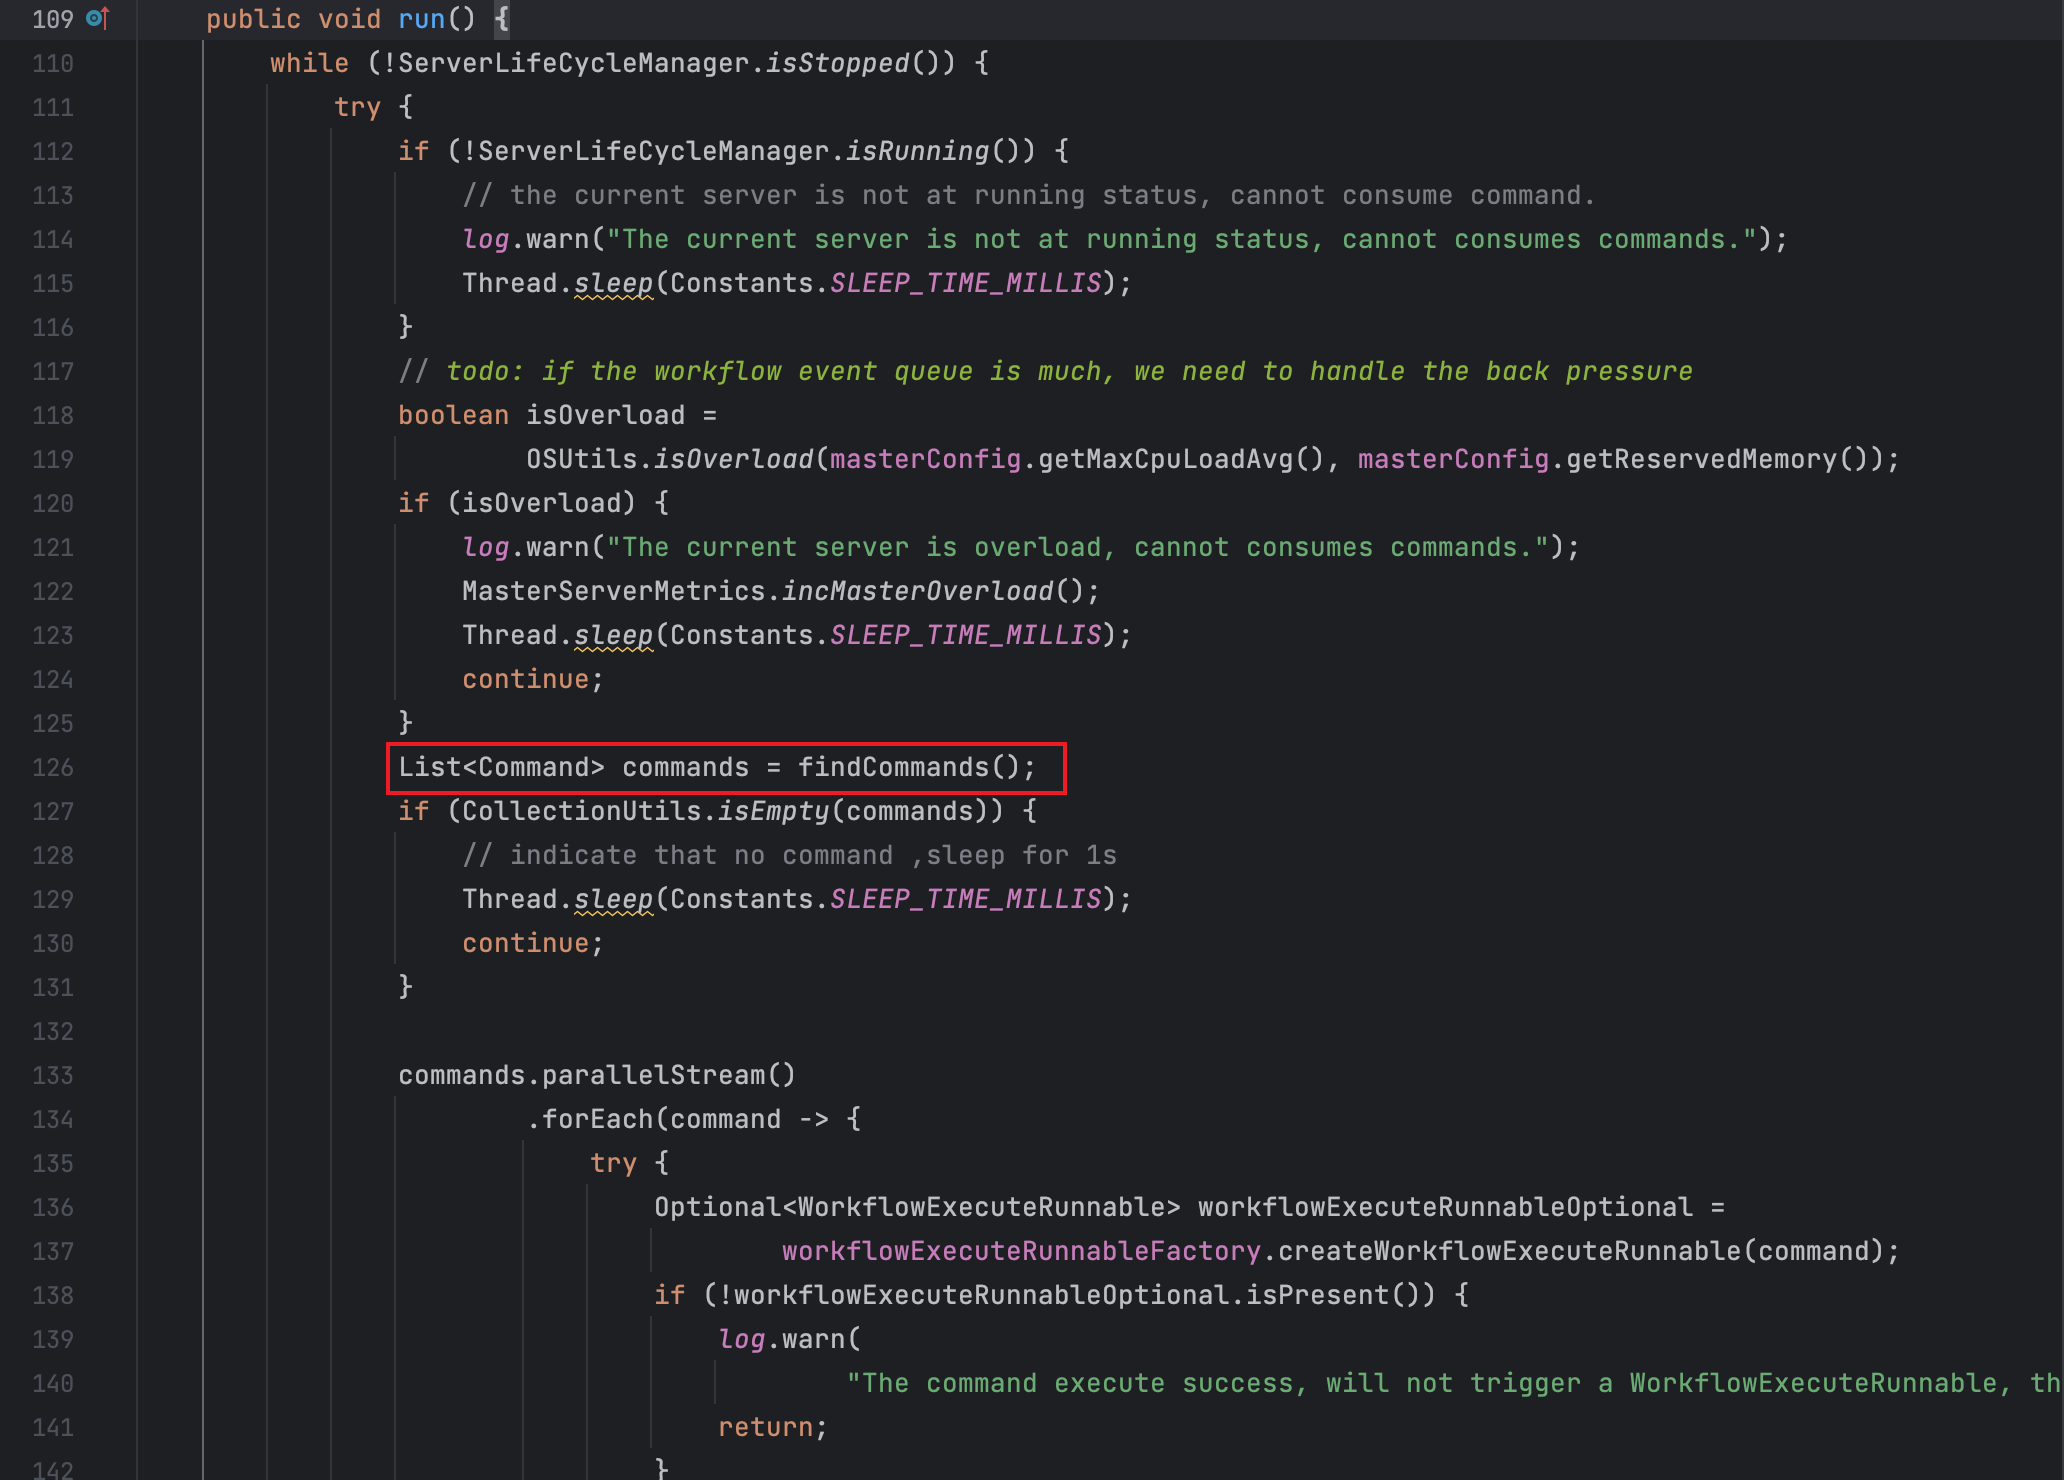 109 public void run() {
110 while (!ServerLifeCycleManager.isStopped()) {
111 try {
112 if (!ServerLifeCycleManager.isRunning()) {
113 // the current server is not at running status, cannot consume command.
114 log.warn("The current server is not at running status, cannot consumes commands.");
115 Thread.sleep(Constants.SLEEP_TIME_MILLIS);
116 }
117 // todo: if the workflow event queue is much, we need to handle the back pressure
118 boolean isOverload =
119 OSUtils.isOverload(masterConfig.getMaxCpuLoadAvg(), masterConfig.getReservedMemory());
120 if (isOverload) {
121 log.warn("The current server is overload, cannot consumes commands.");
122 MasterServerMetrics.incMasterOverload();
123 Thread.sleep(Constants.SLEEP_TIME_MILLIS);
124 continue;
125 }
126 List<Command> commands = findCommands();
127 if (CollectionUtils.isEmpty(commands)) {
128 // indicate that no command ,sleep for 1s
129 Thread.sleep(Constants.SLEEP_TIME_MILLIS);
130 continue;
131 }
132
133 commands.parallelStream()
134 .forEach(command -> {
135 try {
136 Optional<WorkflowExecuteRunnable> workflowExecuteRunnableOptional =
137 workflowExecuteRunnableFactory.createWorkflowExecuteRunnable(command);
138 if (!workflowExecuteRunnableOptional.isPresent()) {
139 log.warn(
140 "The command execute success, will not trigger a WorkflowExecuteRunnable, th
141 return;
142 }